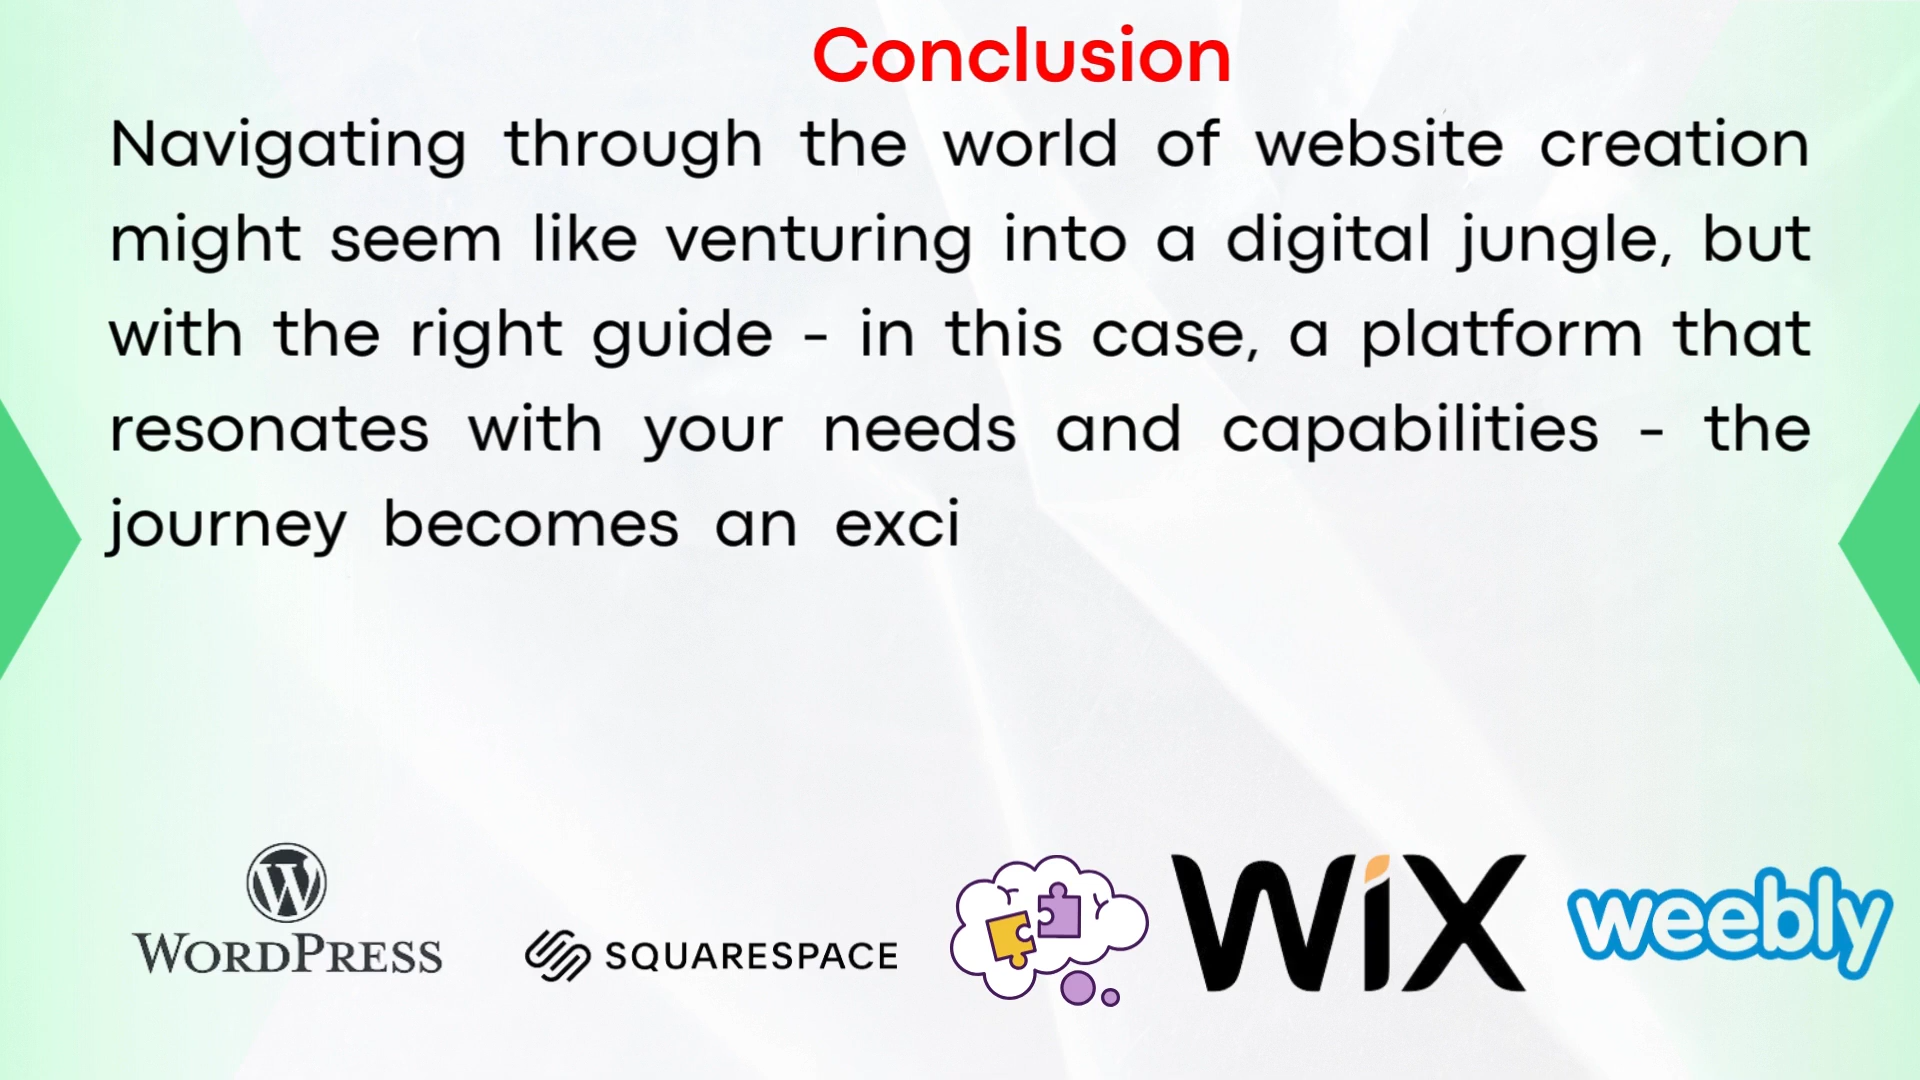 Conclusion
Navigating through the world of website creation
might seem like venturing into a digital jungle, but
with the right guide - in this case, a platform that
resonates with your needs and capabilities - the
journey becomes an exci
WORDPRESS
SQUARESPACE
WiX
weebly